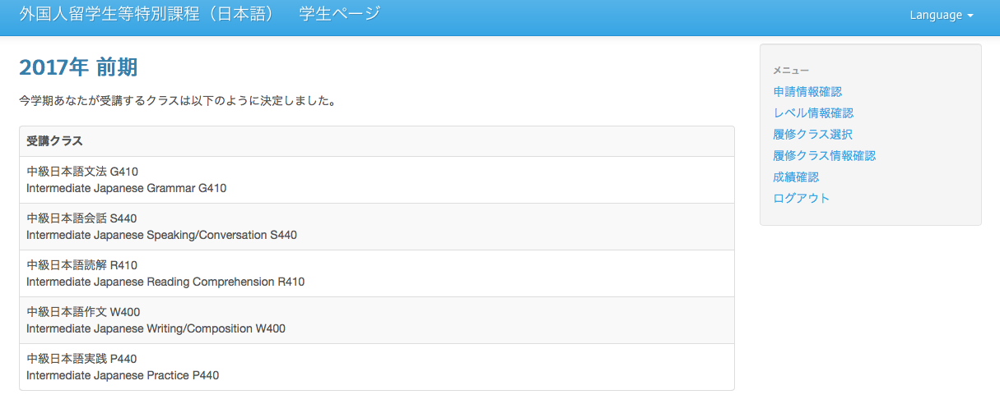 外国人留学生等特別課程（日本語）　学生ページ
Language
2017年 前期
今学期あなたが受講するクラスは以下のように決定しました。
受講クラス
中級日本語文法 G410
Intermediate Japanese Grammar G410
中級日本語会話 S440
Intermediate Japanese Speaking/Conversation S440
中級日本語読解 R410
Intermediate Japanese Reading Comprehension R410
中級日本語作文 W400
Intermediate Japanese Writing/Composition W400
中級日本語実践 P440
Intermediate Japanese Practice P440
メニュー
申請情報確認
レベル情報確認
履修クラス選択
履修クラス情報確認
成績確認
ログアウト